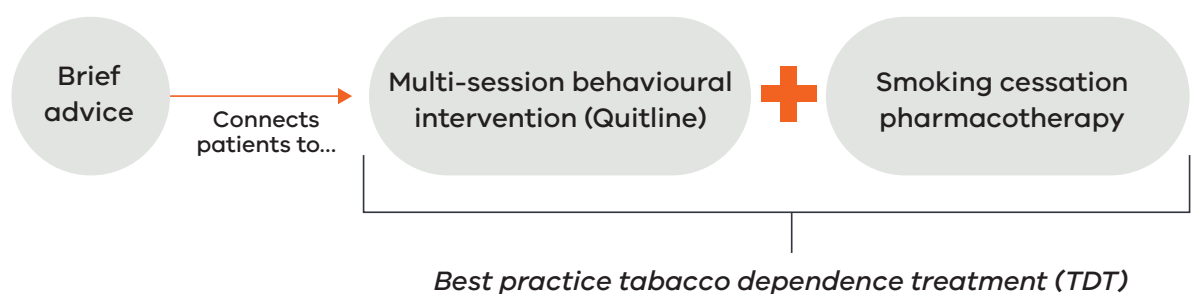 Brief
advice
Connects
patients to...
Multi-session behavioural
intervention (Quitline)
Smoking cessation
pharmacotherapy
Best practice tabacco dependence treatment (TDT)